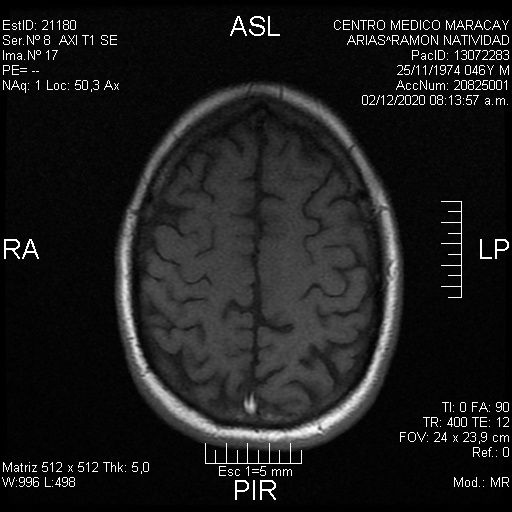 EstID: 21180
Ser.Nº 8 AXI T1 SE
Ima.Nº 17
PE= --
NAq: 1 Loc: 50,3 Ax
ASL
CENTRO MEDICO MARACAY
ARIAS^RAMON NATIVIDAD
PacID: 13072283
25/11/1974 046Y M
AccNum: 20825001
02/12/2020 08:13:57 a.m.
RA
LP
TI: 0 FA: 90
TR: 400 TE: 12
FOV: 24 x 23,9 cm
Ref.: 0
Mod.: MR
Matriz 512 x 512 Thk: 5,0
W:996 L:498
Esc 1=5 mm
PIR